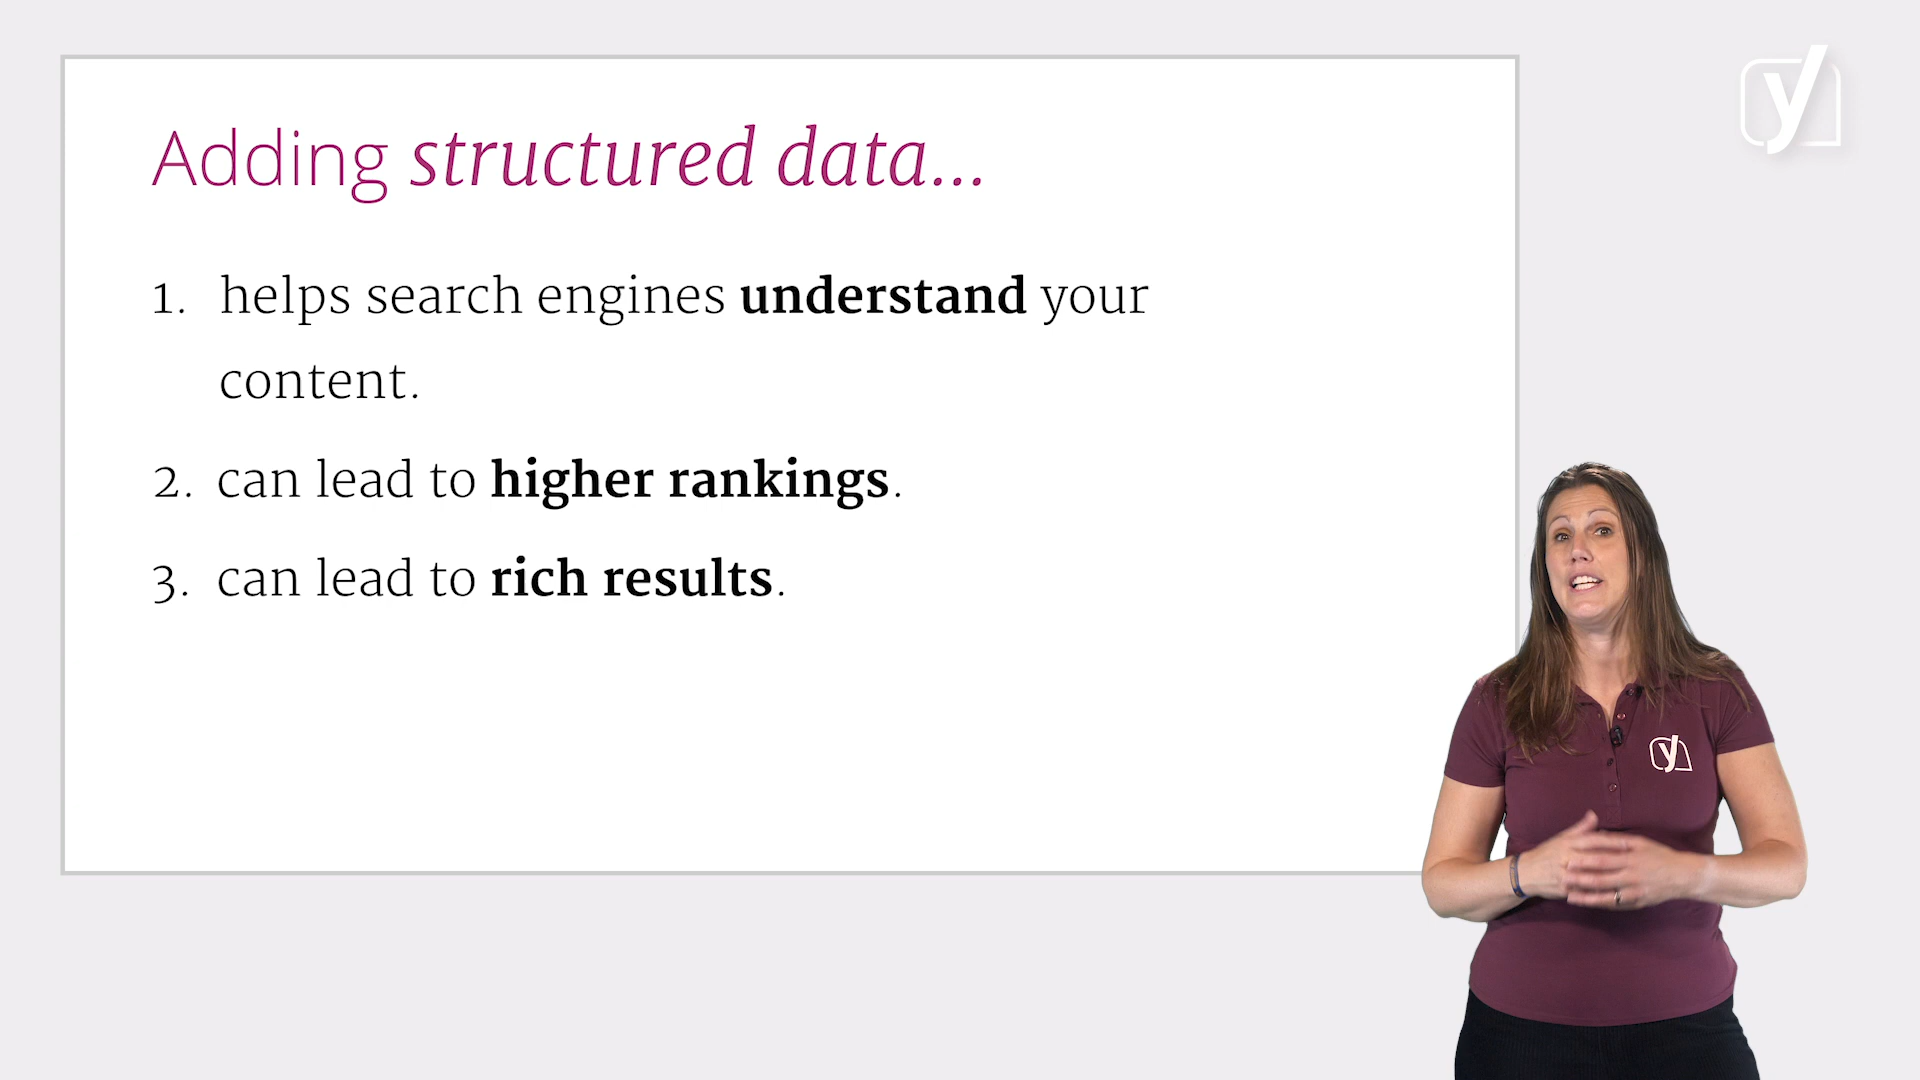 Adding structured data...
1. helps search engines understand your
content.
2. can lead to higher rankings.
3. can lead to rich results.
y
y